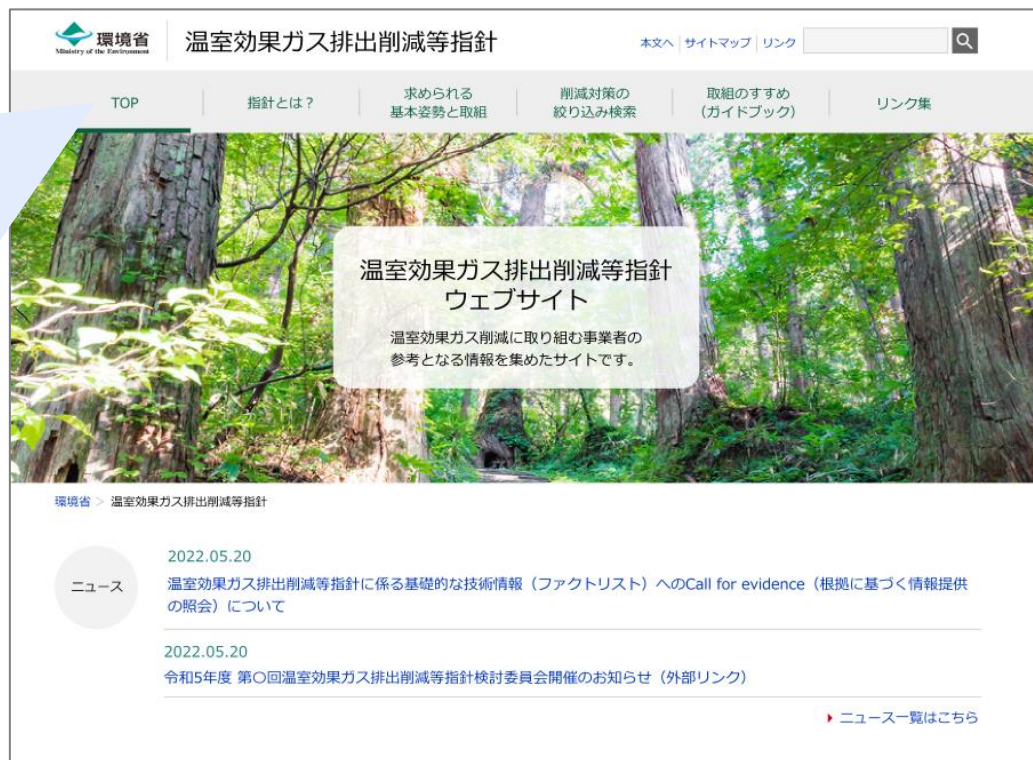 環境省
Ministry of the Environment
温室効果ガス排出削減等指針
本文へ サイトマップ リンク
TOP
指針とは？
求められる
基本姿勢と取組
削減対策の
絞り込み検索
取組のすすめ
（ガイドブック）
リンク集
温室効果ガス排出削減等指針
ウェブサイト
温室効果ガス削減に取り組む事業者の
参考となる情報を集めたサイトです。
環境省 > 温室効果ガス排出削減等指針
ニュース
2022.05.20
温室効果ガス排出削減等指針に係る基礎的な技術情報（ファクトリスト）へのCall for evidence（根拠に基づく情報提供
の照会）について
2022.05.20
令和5年度 第〇回温室効果ガス排出削減等指針検討委員会開催のお知らせ（外部リンク）
ニュース一覧はこちら